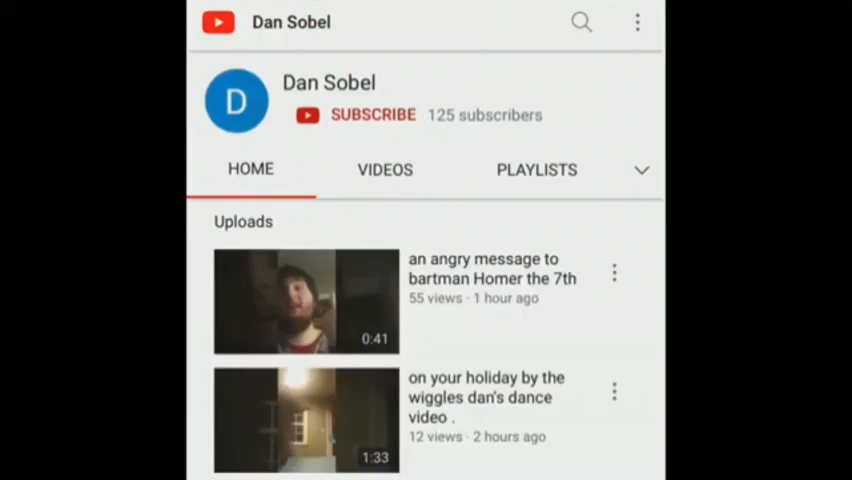 Dan Sobel
D
Dan Sobel
SUBSCRIBE 125 subscribers
HOME VIDEOS PLAYLISTS
Uploads
an angry message to
bartman Homer the 7th
55 views · 1 hour ago
0:41
on your holiday by the
wiggles dan's dance
video .
12 views · 2 hours ago
1:33